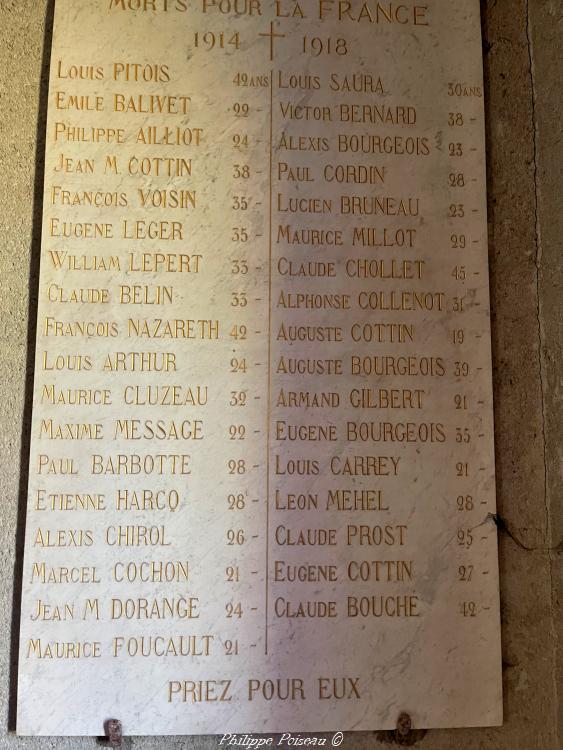 MORTS POUR LA FRANCE
1914 1918
LOUIS PITOIS 42 ANS
EMILE BALIVET 22 -
PHILIPPE AILLIOT 24 -
JEAN M. COTTIN 38 -
FRANÇOIS VOISIN 35 -
EUGENE LEGER 35 -
WILLIAM LEPERT 33 -
CLAUDE BELIN 33 -
FRANÇOIS NAZARETH 42 -
LOUIS ARTHUR 24 -
MAURICE CLUZEAU 32 -
MAXIME MESSAGE 22 -
PAUL BARBOTTE 28 -
ETIENNE HARCQ 28 -
ALEXIS CHIROL 26 -
MARCEL COCHON 21 -
JEAN M DORANGE 24 -
MAURICE FOUCAULT 21 -
LOUIS SAURA 30 ANS
VICTOR BERNARD 38 -
ALEXIS BOURGEOIS 23 -
PAUL CORDIN 28 -
LUCIEN BRUNEAU 23 -
MAURICE MILLOT 29 -
CLAUDE CHOLLET 45 -
ALPHONSE COLLENOT 31 -
AUGUSTE COTTIN 19 -
AUGUSTE BOURGEOIS 39 -
ARMAND GILBERT 21 -
EUGENE BOURGEOIS 35 -
LOUIS CARREY 21 -
LEON MEHEL 28 -
CLAUDE PROST 25 -
EUGENE COTTIN 27 -
CLAUDE BOUCHE 42 -
PRIEZ POUR EUX
Philippe Poiseau ©